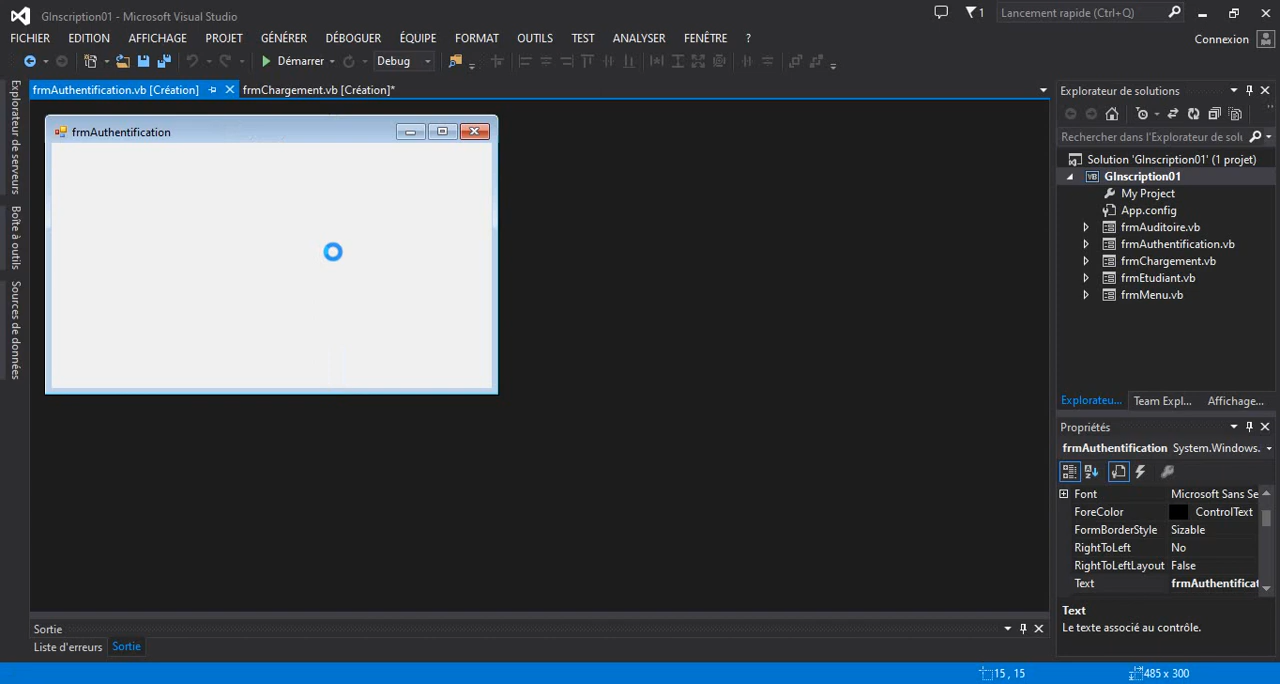 GInscription01 - Microsoft Visual Studio
1
Lancement rapide (Ctrl+Q)
FICHIER EDITION AFFICHAGE PROJET GÉNÉRER DÉBOGUER ÉQUIPE FORMAT OUTILS TEST ANALYSER FENÊTRE ?
Connexion
Démarrer
Debug
frmAuthentification.vb [Création]
frmChargement.vb [Création]*
Explorateur de serveurs
Boîte à outils
Sources de données
frmAuthentification
Explorateur de solutions
Rechercher dans l'Explorateur de solu
Solution 'GInscription01' (1 projet)
VB GInscription01
My Project
App.config
frmAuditoire.vb
frmAuthentification.vb
frmChargement.vb
frmEtudiant.vb
frmMenu.vb
Explorateu... Team Expl... Affichage...
Propriétés
frmAuthentification System.Windows.
Font Microsoft Sans Se
ForeColor ControlText
FormBorderStyle Sizable
RightToLeft No
RightToLeftLayout False
Text frmAuthentificat
Text
Le texte associé au contrôle.
Sortie
Liste d'erreurs Sortie
15 , 15
485 x 300